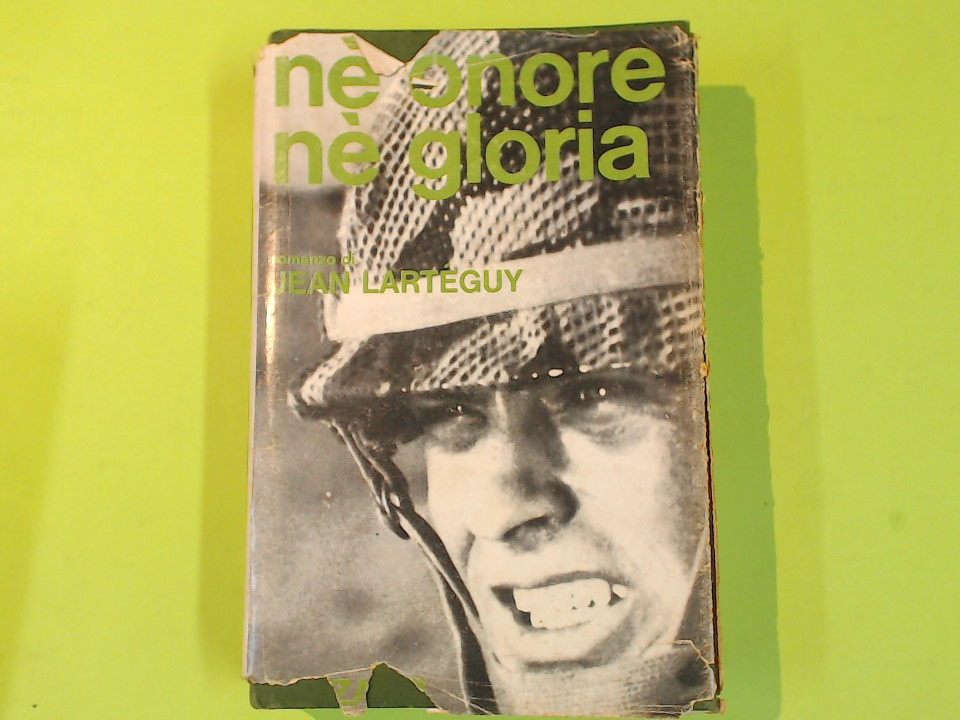 nè onore
nè gloria
romanzo di
JEAN LARTEGUY